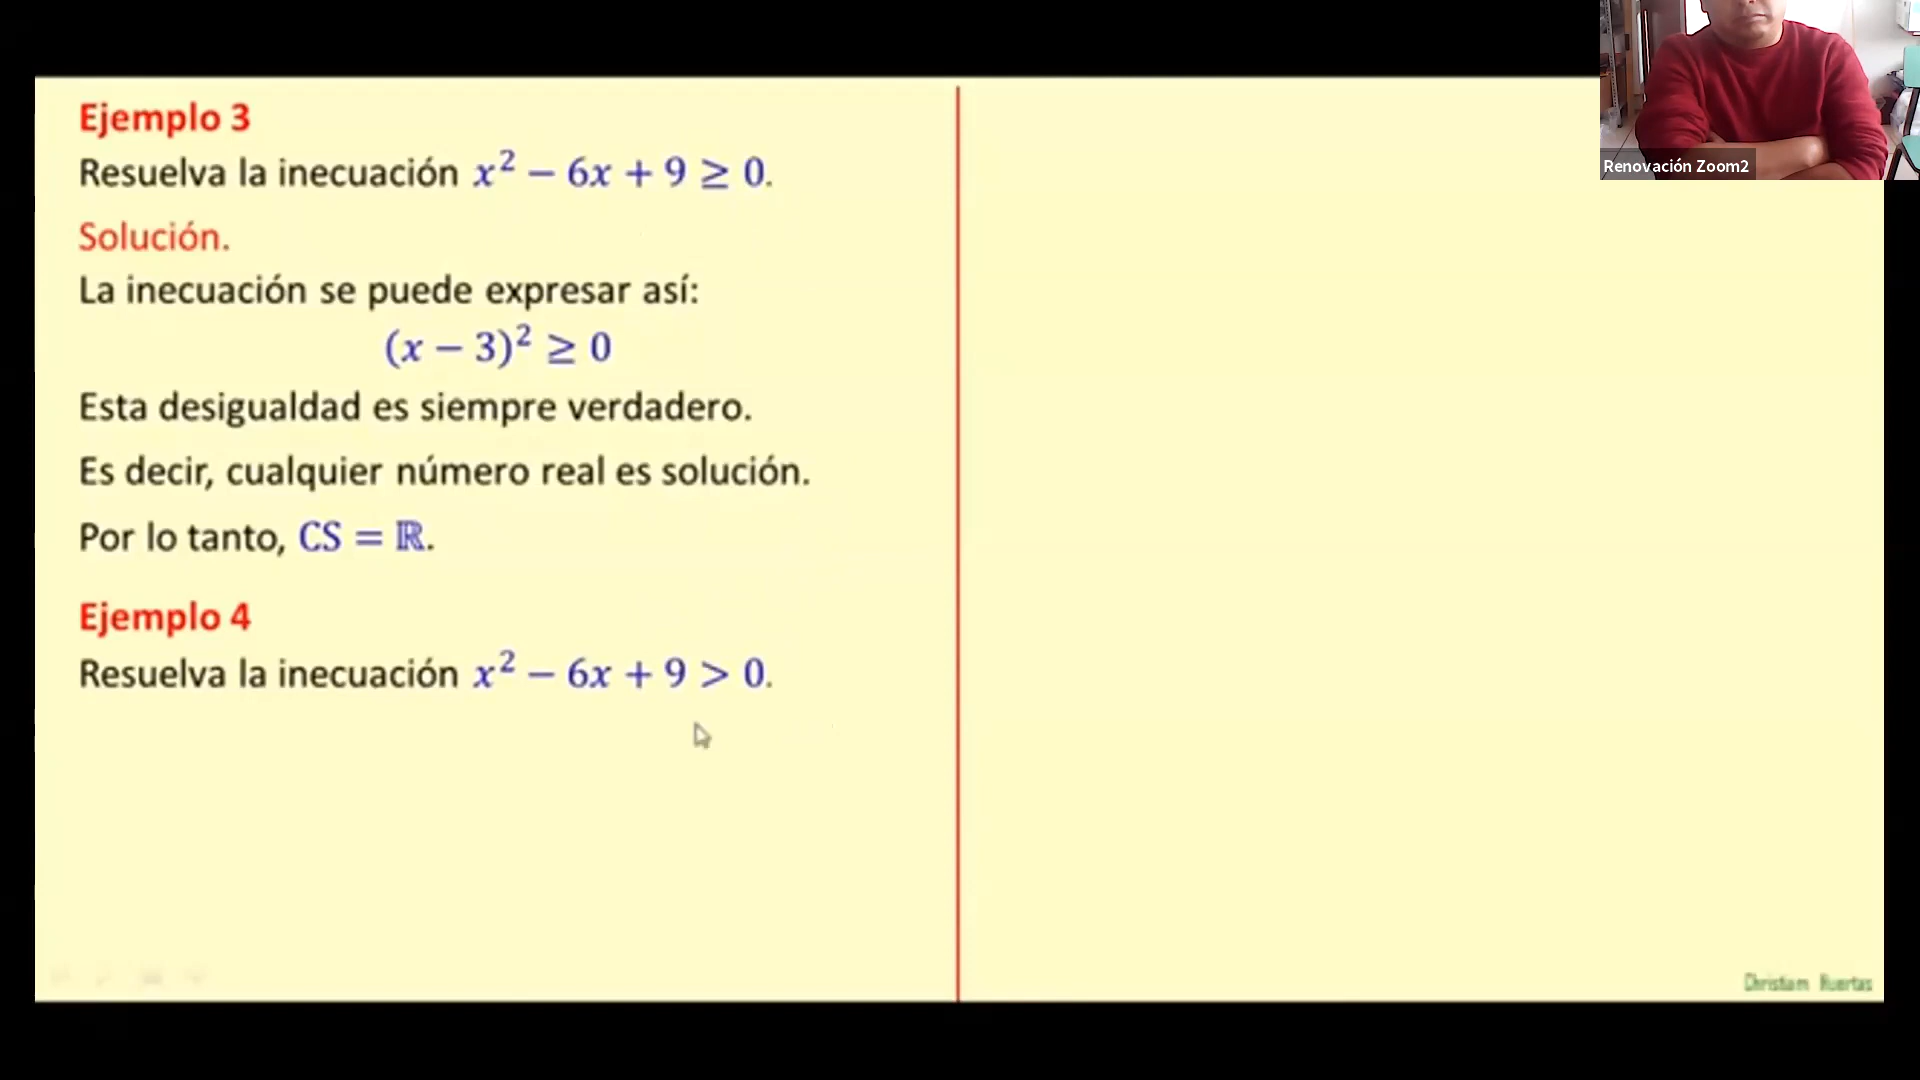 Ejemplo 3
Resuelva la inecuación x² − 6x + 9 ≥ 0.
Solución.
La inecuación se puede expresar así:
(x − 3)² ≥ 0
Esta desigualdad es siempre verdadero.
Es decir, cualquier número real es solución.
Por lo tanto, CS = ℝ.
Ejemplo 4
Resuelva la inecuación x² − 6x + 9 > 0.
Renovación Zoom2
Christiam Huertas